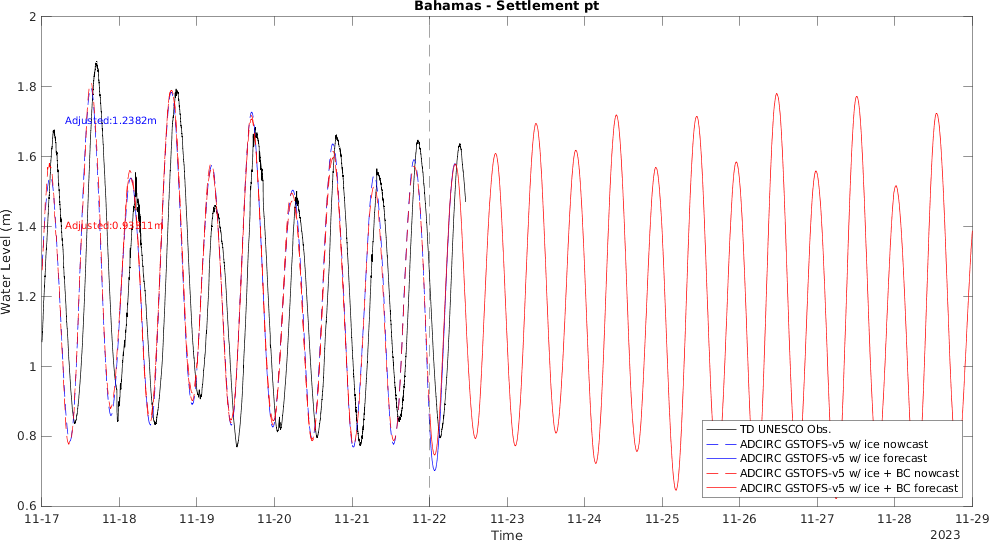 Bahamas - Settlement pt
2
1.8
1.6
1.4
1.2
1
0.8
0.6
Water Level (m)
Adjusted:1.2382m
TD UNESCO Obs.
ADCIRC GSTOFS-v5 w/ ice nowcast
ADCIRC GSTOFS-v5 w/ ice forecast
ADCIRC GSTOFS-v5 w/ ice + BC nowcast
ADCIRC GSTOFS-v5 w/ ice + BC forecast
11-17
11-18
11-19
11-20
11-21
11-22
11-23
11-24
11-25
11-26
11-27
11-28
11-29
Time
2023